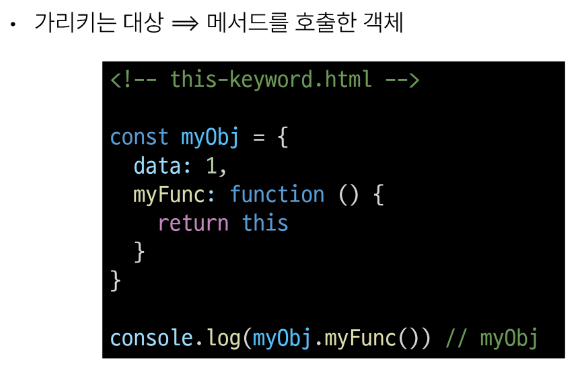 • 가리키는 대상 ⟹ 메서드를 호출한 객체
<!-- this-keyword.html -->
const myObj = {
  data: 1,
  myFunc: function () {
    return this
  }
}
console.log(myObj.myFunc()) // myObj